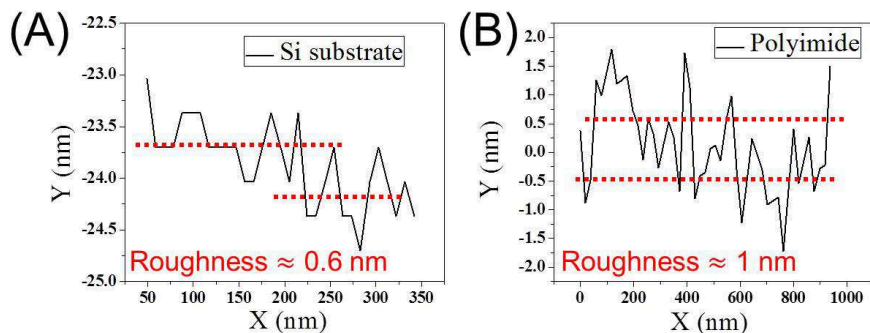 (A)
Si substrate
-22.5
-23.0
-23.5
-24.0
-24.5
-25.0
Y (nm)
Roughness ≈ 0.6 nm
50 100 150 200 250 300 350
X (nm)
(B)
Polyimide
2.0
1.5
1.0
0.5
0.0
-0.5
-1.0
-1.5
-2.0
Y (nm)
Roughness ≈ 1 nm
0 200 400 600 800 1000
X (nm)